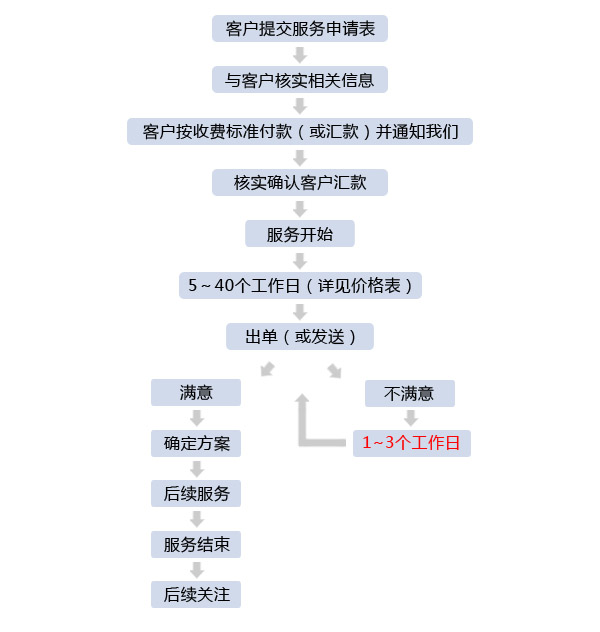 客户提交服务申请表
与客户核实相关信息
客户按收费标准付款（或汇款）并通知我们
核实确认客户汇款
服务开始
5～40个工作日（详见价格表）
出单（或发送）
满意
不满意
确定方案
1~3个工作日
后续服务
服务结束
后续关注